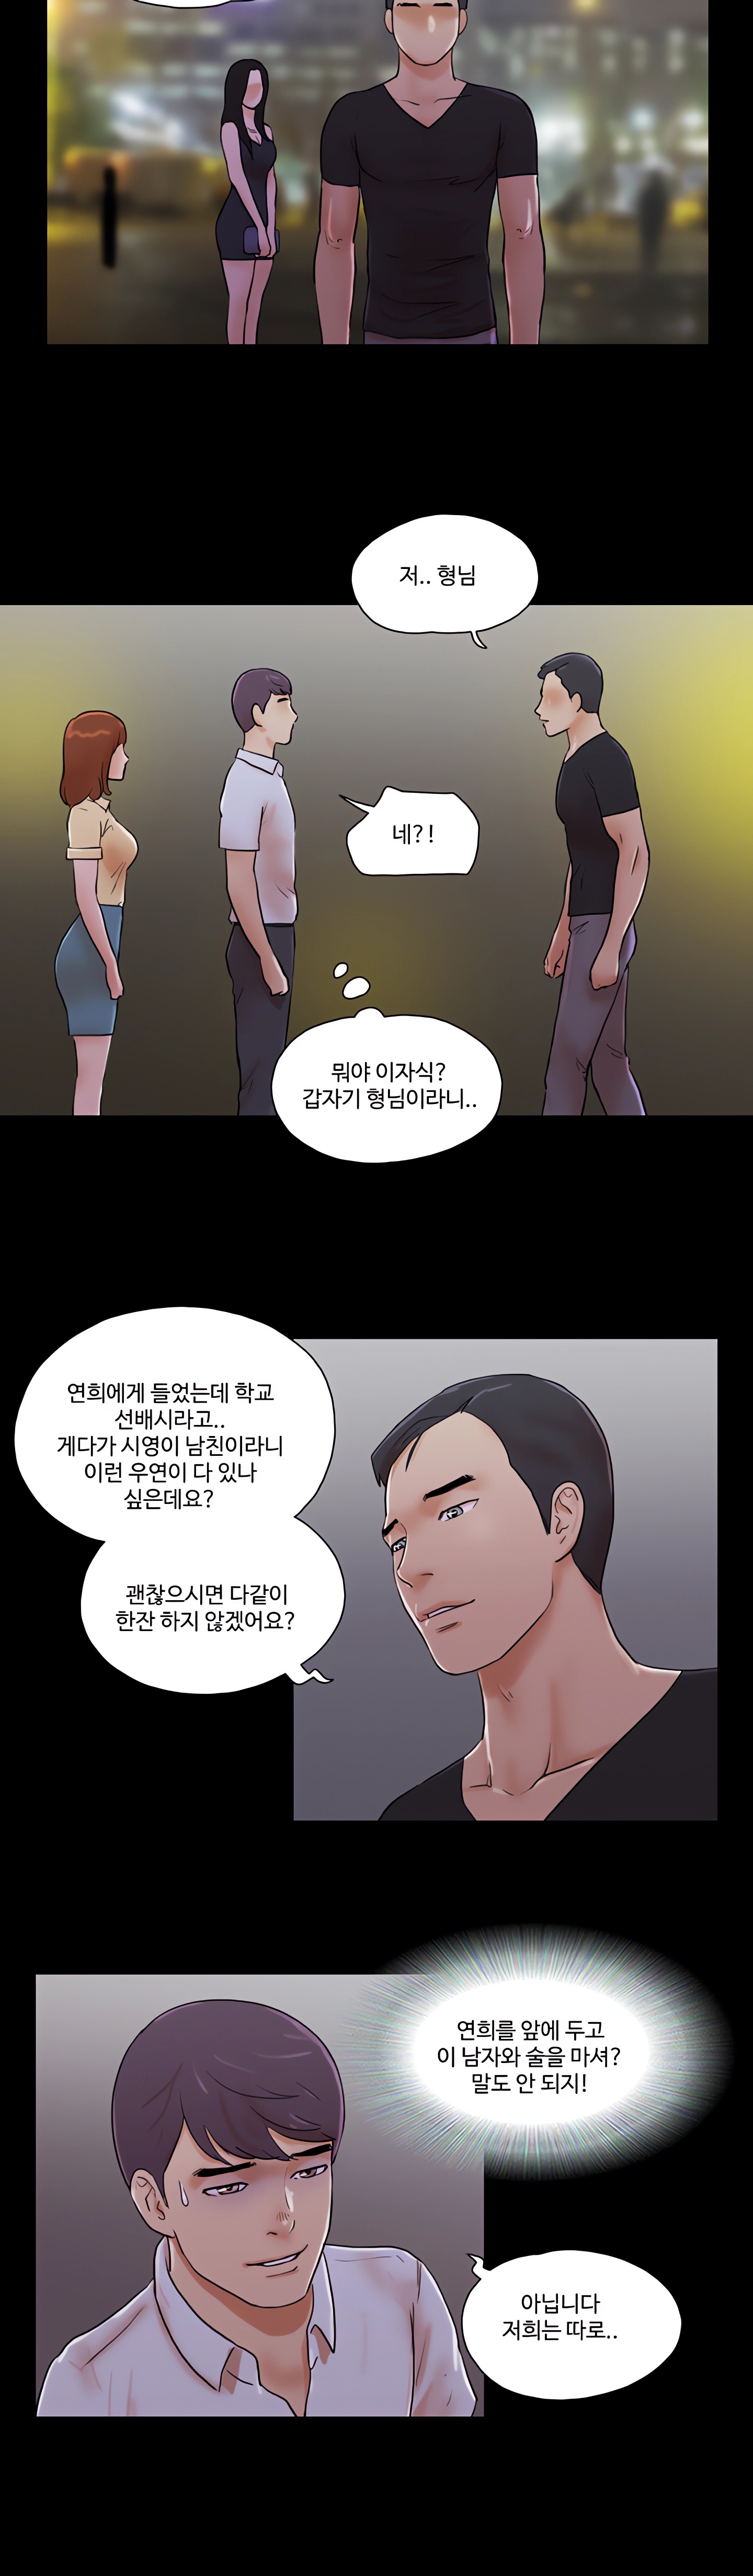 저.. 형님
네?!
뭐야 이자식?
갑자기 형님이라니..
연희에게 들었는데 학교
선배시라고..
게다가 시영이 남친이라니
이런 우연이 다 있나
싶은데요?
괜찮으시면 다같이
한잔 하지 않겠어요?
연희를 앞에 두고
이 남자와 술을 마셔?
말도 안 되지!
아닙니다
저희는 따로..